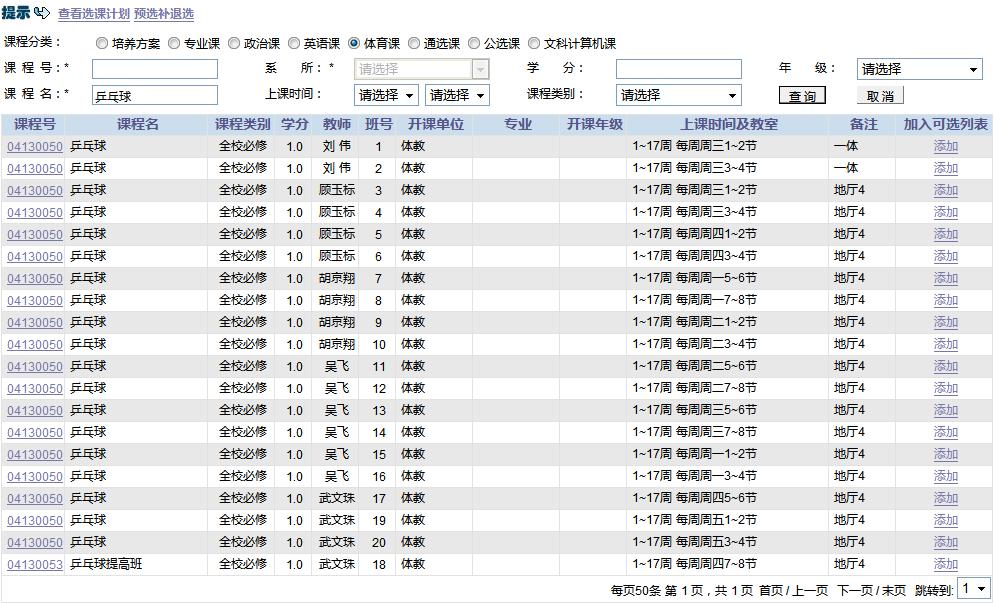 提示 查看选课计划 预选补退选
课程分类： 培养方案 专业课 政治课 英语课 体育课 通选课 公选课 文科计算机课
课 程 号：* 系 所：* 请选择 学 分： 年 级： 请选择
课 程 名：* 乒乓球 上课时间： 请选择 请选择 课程类别： 请选择 查 询 取 消
课程号 课程名 课程类别 学分 教师 班号 开课单位 专业 开课年级 上课时间及教室 备注 加入可选列表
04130050 乒乓球 全校必修 1.0 刘 伟 1 体教 1~17周 每周周三1~2节 一体 添加
04130050 乒乓球 全校必修 1.0 刘 伟 2 体教 1~17周 每周周三3~4节 一体 添加
04130050 乒乓球 全校必修 1.0 顾玉标 3 体教 1~17周 每周周三1~2节 地厅4 添加
04130050 乒乓球 全校必修 1.0 顾玉标 4 体教 1~17周 每周周三3~4节 地厅4 添加
04130050 乒乓球 全校必修 1.0 顾玉标 5 体教 1~17周 每周周四1~2节 地厅4 添加
04130050 乒乓球 全校必修 1.0 顾玉标 6 体教 1~17周 每周周四3~4节 地厅4 添加
04130050 乒乓球 全校必修 1.0 胡京翔 7 体教 1~17周 每周周一5~6节 地厅4 添加
04130050 乒乓球 全校必修 1.0 胡京翔 8 体教 1~17周 每周周一7~8节 地厅4 添加
04130050 乒乓球 全校必修 1.0 胡京翔 9 体教 1~17周 每周周二1~2节 地厅4 添加
04130050 乒乓球 全校必修 1.0 胡京翔 10 体教 1~17周 每周周二3~4节 地厅4 添加
04130050 乒乓球 全校必修 1.0 吴飞 11 体教 1~17周 每周周二5~6节 地厅4 添加
04130050 乒乓球 全校必修 1.0 吴飞 12 体教 1~17周 每周周二7~8节 地厅4 添加
04130050 乒乓球 全校必修 1.0 吴飞 13 体教 1~17周 每周周三5~6节 地厅4 添加
04130050 乒乓球 全校必修 1.0 吴飞 14 体教 1~17周 每周周三7~8节 地厅4 添加
04130050 乒乓球 全校必修 1.0 吴飞 15 体教 1~17周 每周周一1~2节 地厅4 添加
04130050 乒乓球 全校必修 1.0 吴飞 16 体教 1~17周 每周周一3~4节 地厅4 添加
04130050 乒乓球 全校必修 1.0 武文珠 17 体教 1~17周 每周周四5~6节 地厅4 添加
04130050 乒乓球 全校必修 1.0 武文珠 19 体教 1~17周 每周周五1~2节 地厅4 添加
04130050 乒乓球 全校必修 1.0 武文珠 20 体教 1~17周 每周周五3~4节 地厅4 添加
04130053 乒乓球提高班 全校必修 1.0 武文珠 18 体教 1~17周 每周周四7~8节 地厅4 添加
每页50条 第 1 页 , 共 1 页 首页 / 上一页 下一页 / 末页 跳转到: 1